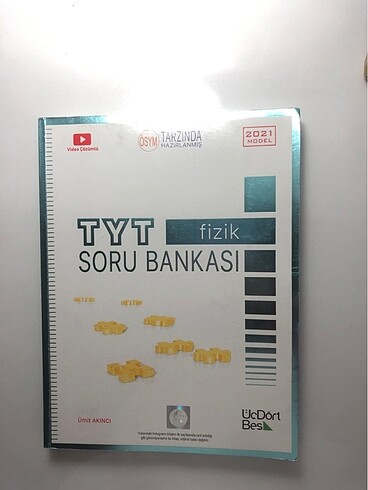 Video Çözümlü
ÖSYM TARZINDA
HAZIRLANMIŞ
2021
MODEL
TYT fizik
SORU BANKASI
Ümit AKINCI
ÜçDört
Beş